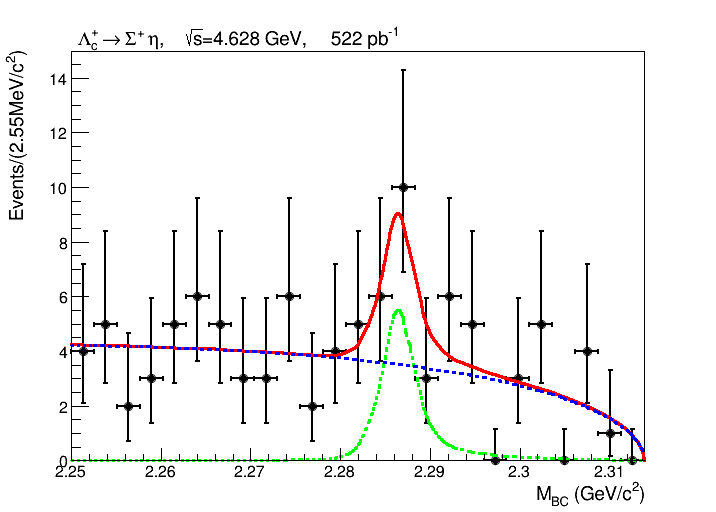 Λc+ → Σ+ η, √s=4.628 GeV, 522 pb-1
Events/(2.55MeV/c2)
14
12
10
8
6
4
2
0
2.25 2.26 2.27 2.28 2.29 2.3 2.31
MBC (GeV/c2)